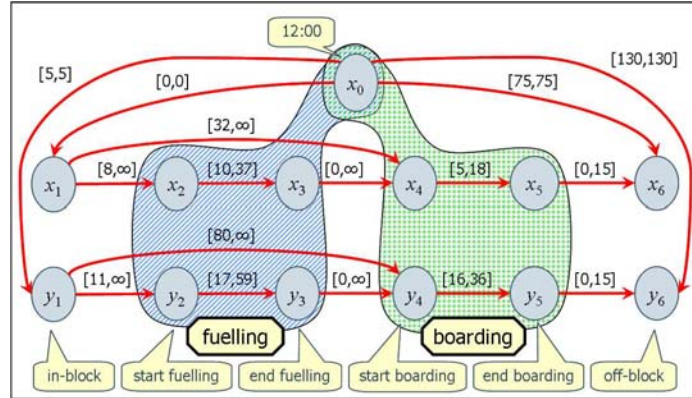 12:00
[5,5]
[130,130]
[0,0]
x0
[75,75]
[32,∞]
x1
[8,∞]
x2
[10,37]
x3
[0,∞]
x4
[5,18]
x5
[0,15]
x6
[80,∞]
y1
[11,∞]
y2
[17,59]
y3
[0,∞]
y4
[16,36]
y5
[0,15]
y6
fuelling
boarding
in-block
start fuelling
end fuelling
start boarding
end boarding
off-block